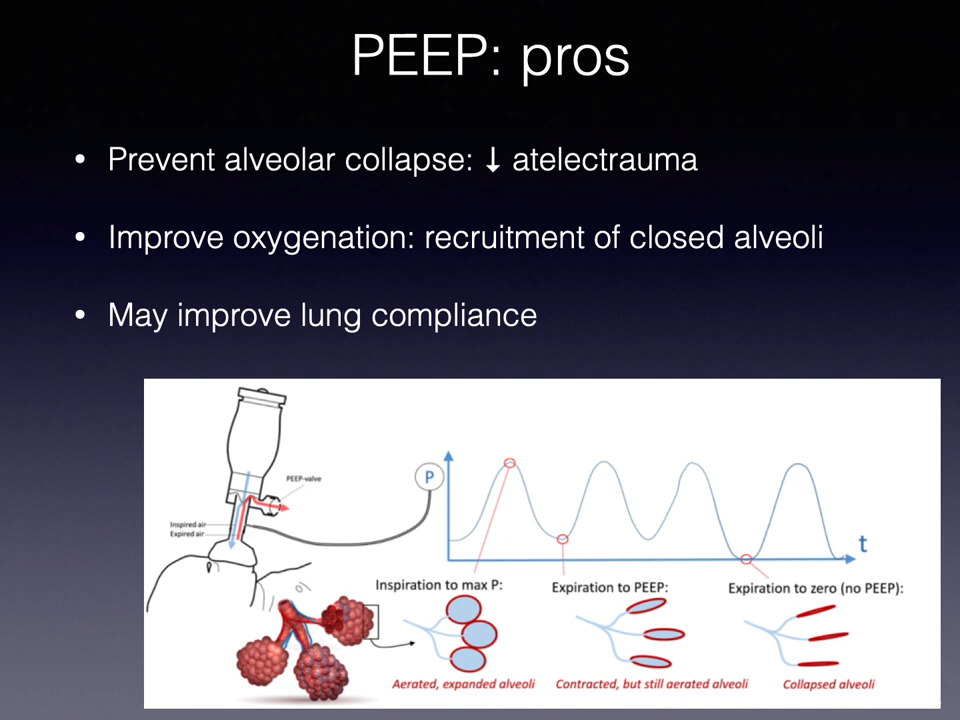 PEEP: pros
• Prevent alveolar collapse: ↓ atelectrauma
• Improve oxygenation: recruitment of closed alveoli
• May improve lung compliance
PEEP-valve
P
Inspired air
Expired air
t
Inspiration to max P:
Expiration to PEEP:
Expiration to zero (no PEEP):
Aerated, expanded alveoli
Contracted, but still aerated alveoli
Collapsed alveoli